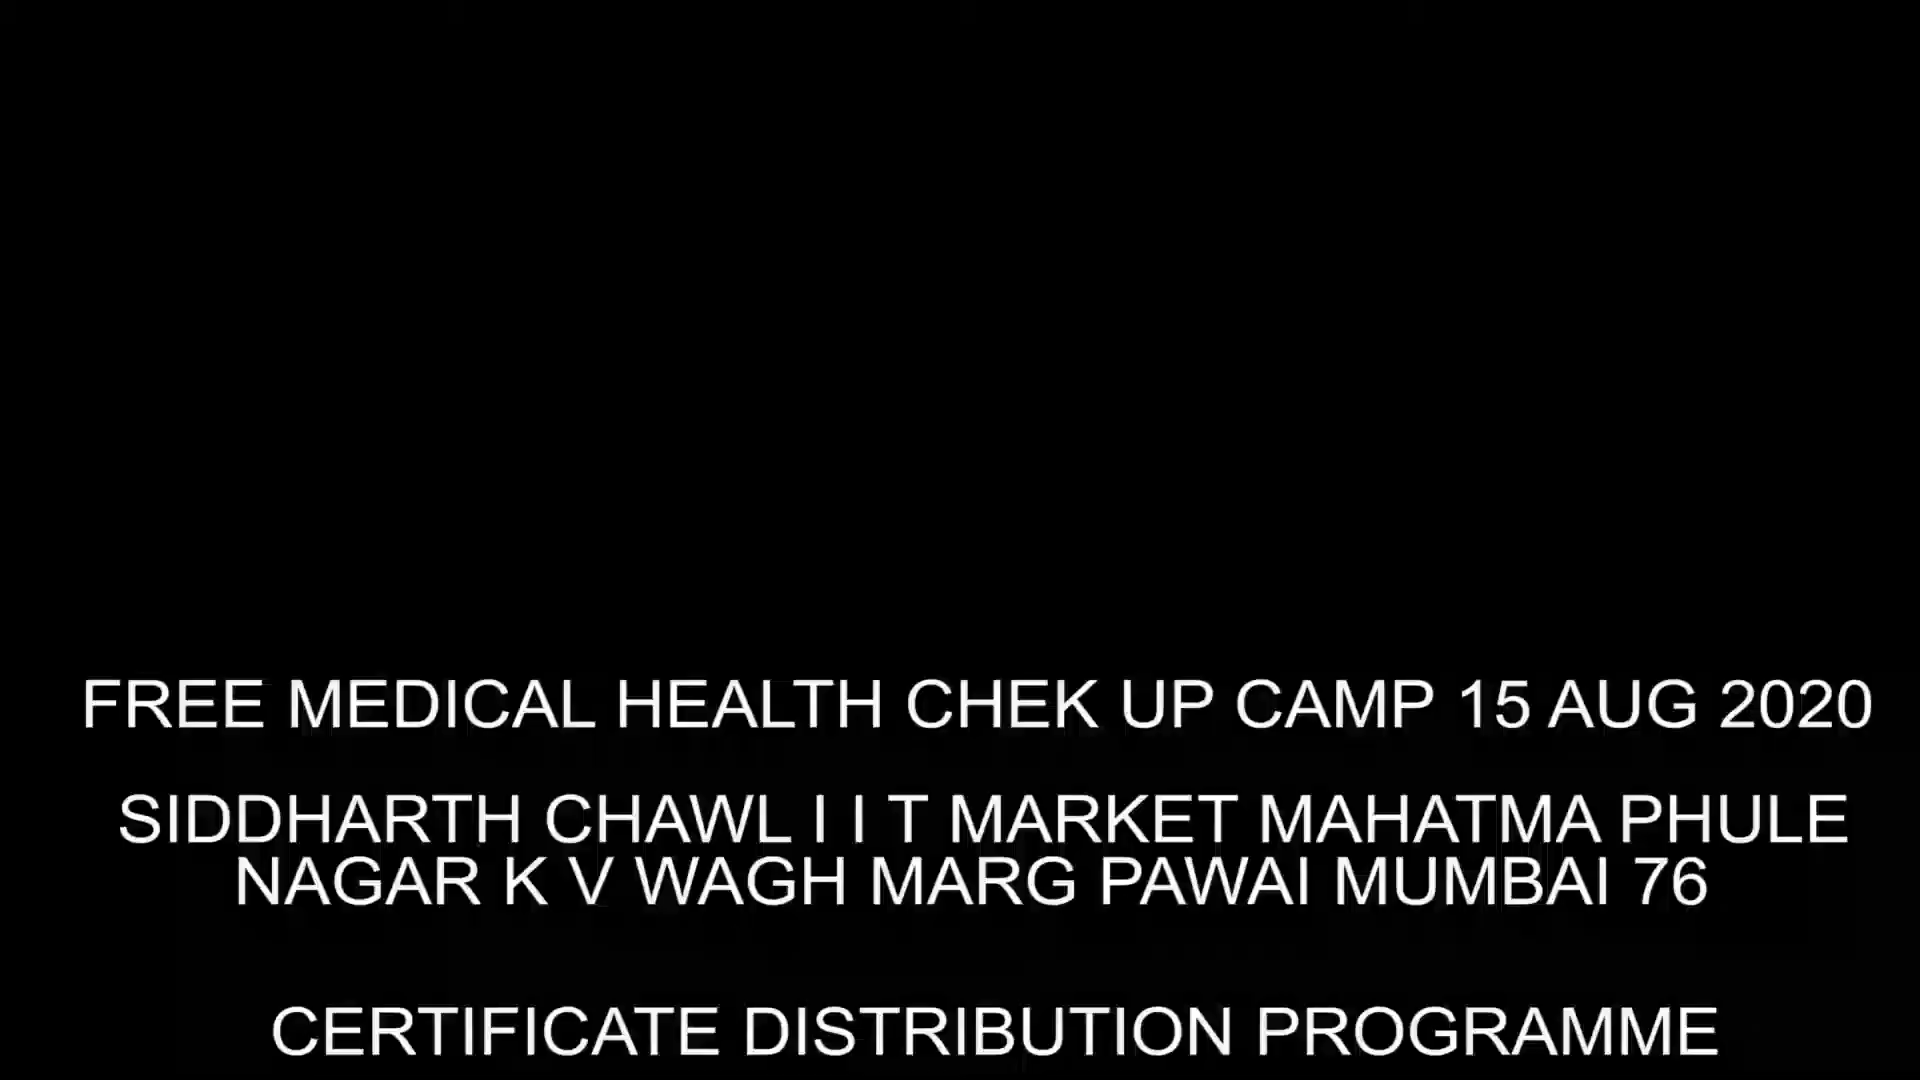 FREE MEDICAL HEALTH CHEK UP CAMP 15 AUG 2020
SIDDHARTH CHAWL I I T MARKET MAHATMA PHULE
NAGAR K V WAGH MARG PAWAI MUMBAI 76
CERTIFICATE DISTRIBUTION PROGRAMME